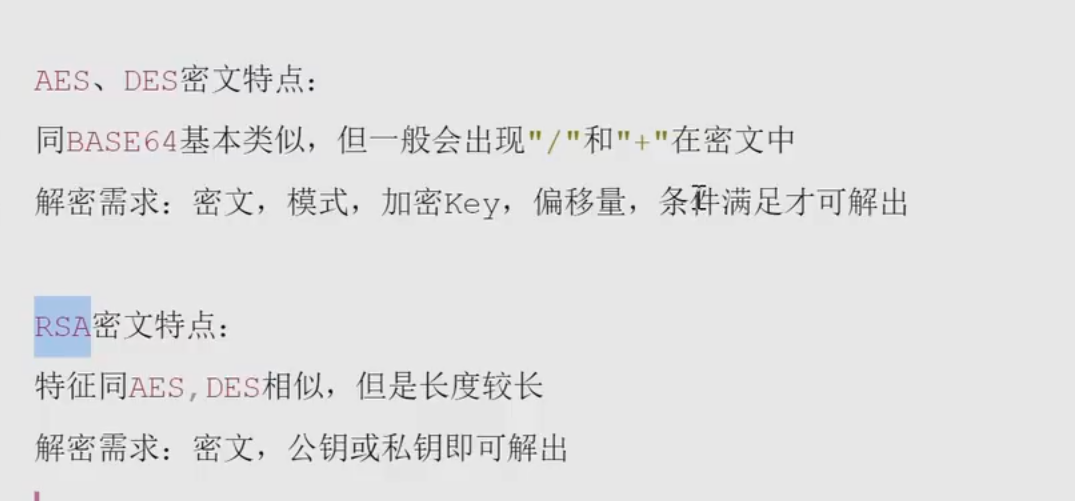 AES、DES密文特点：
同BASE64基本类似，但一般会出现"/"和"+"在密文中
解密需求：密文，模式，加密Key，偏移量，条件满足才可解出
RSA密文特点：
特征同AES,DES相似，但是长度较长
解密需求：密文，公钥或私钥即可解出